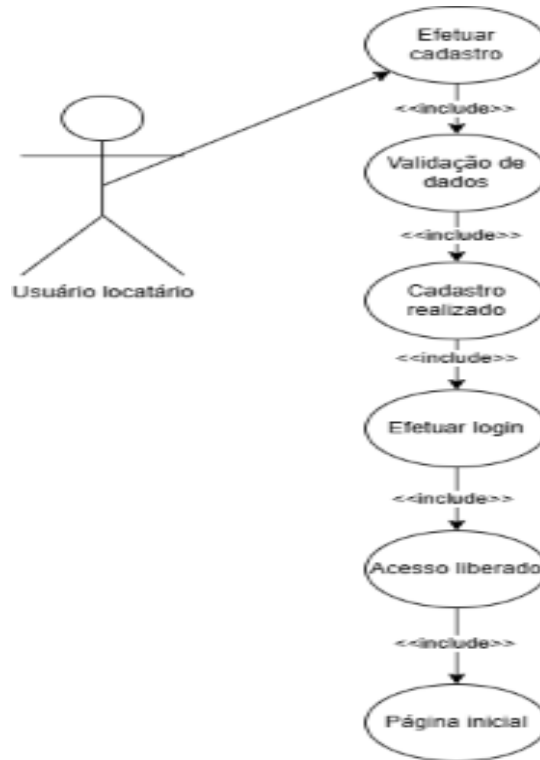 Efetuar
cadastro
<<include>>
Validação de
dados
<<include>>
Usuário locatário
Cadastro
realizado
<<include>>
Efetuar login
<<include>>
Acesso liberado
<<include>>
Página inicial